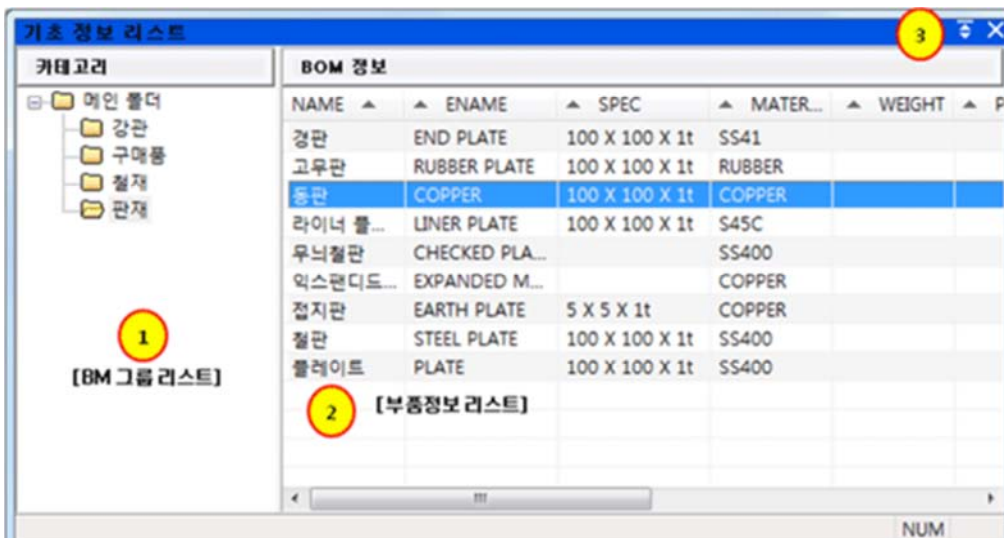 기초 정보 리스트
3
카테고리
BOM 정보
메인 폴더
강관
구매품
철재
판재
NAME ENAME SPEC MATER... WEIGHT P
경판 END PLATE 100 X 100 X 1t SS41
고무판 RUBBER PLATE 100 X 100 X 1t RUBBER
동판 COPPER 100 X 100 X 1t COPPER
라이너 플... LINER PLATE 100 X 100 X 1t S45C
무늬철판 CHECKED PLA... SS400
익스팬디드... EXPANDED M... COPPER
접지판 EARTH PLATE 5 X 5 X 1t COPPER
철판 STEEL PLATE 100 X 100 X 1t SS400
플레이트 PLATE 100 X 100 X 1t SS400
1
[BM 그룹 리스트]
2
[부품정보 리스트]
NUM